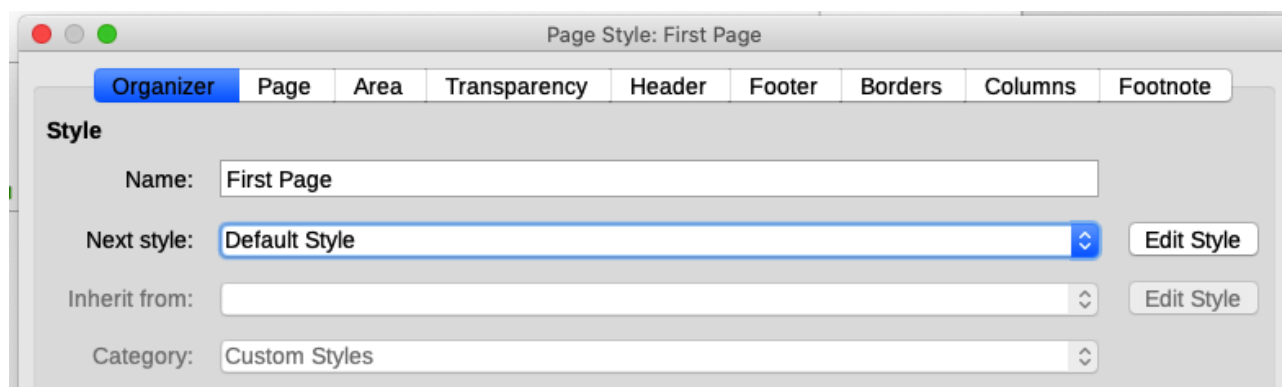 Page Style: First Page
Organizer Page Area Transparency Header Footer Borders Columns Footnote
Style
Name: First Page
Next style: Default Style Edit Style
Inherit from: Edit Style
Category: Custom Styles